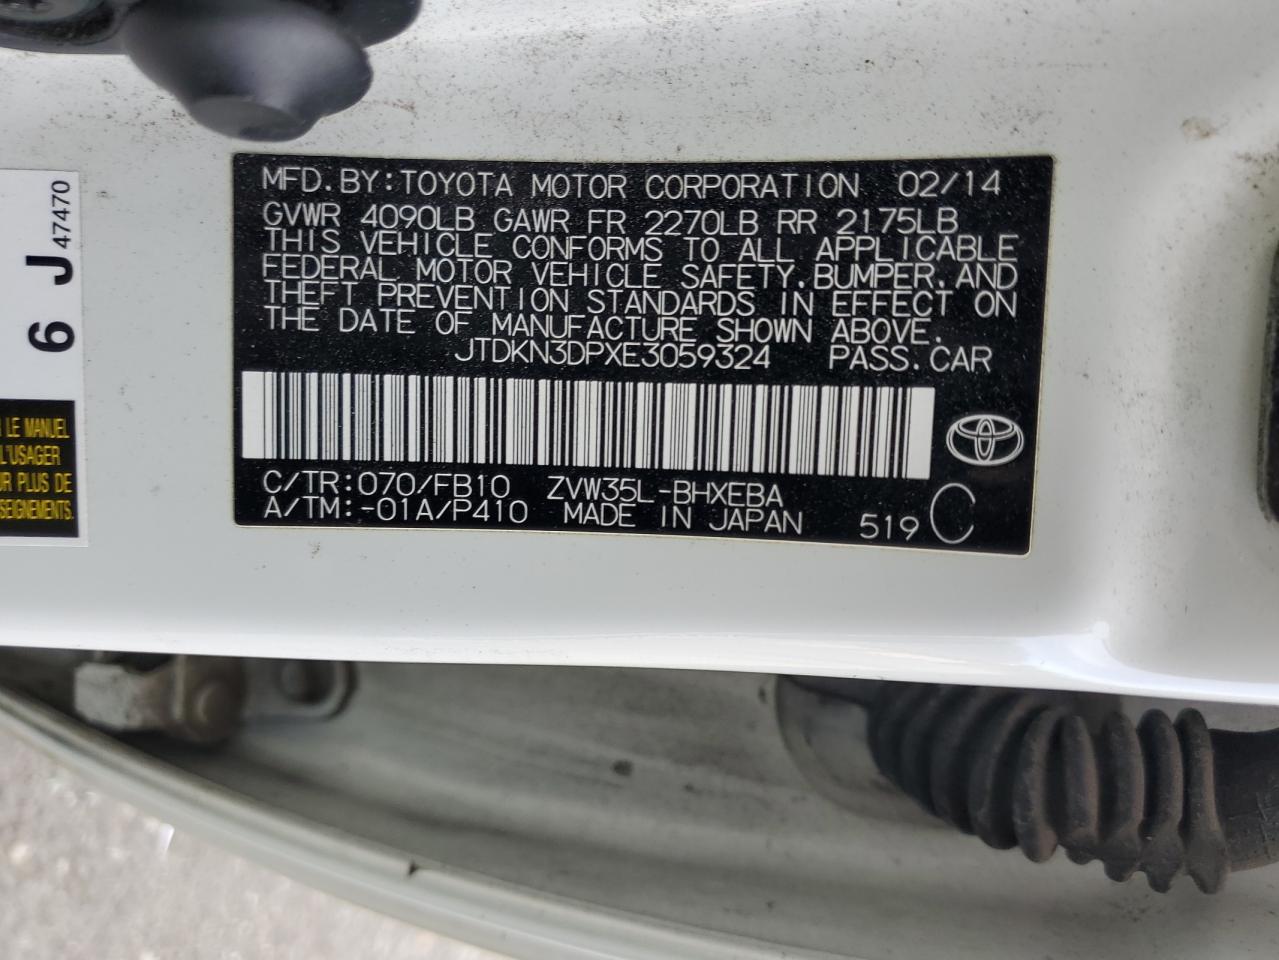 MFD.BY:TOYOTA MOTOR CORPORATION 02/14
GVWR 4090LB GAWR FR 2270LB RR 2175LB
THIS VEHICLE CONFORMS TO ALL APPLICABLE
FEDERAL MOTOR VEHICLE SAFETY.BUMPER.AND
THEFT PREVENTION STANDARDS IN EFFECT ON
THE DATE OF MANUFACTURE SHOWN ABOVE.
JTDKN3DPXE3059324 PASS.CAR
C/TR:070/FB10 ZVW35L-BHXEBA
A/TM:-01A/P410 MADE IN JAPAN 519 C
6 J 47470
LE MANUEL
L'USAGER
PLUS DE